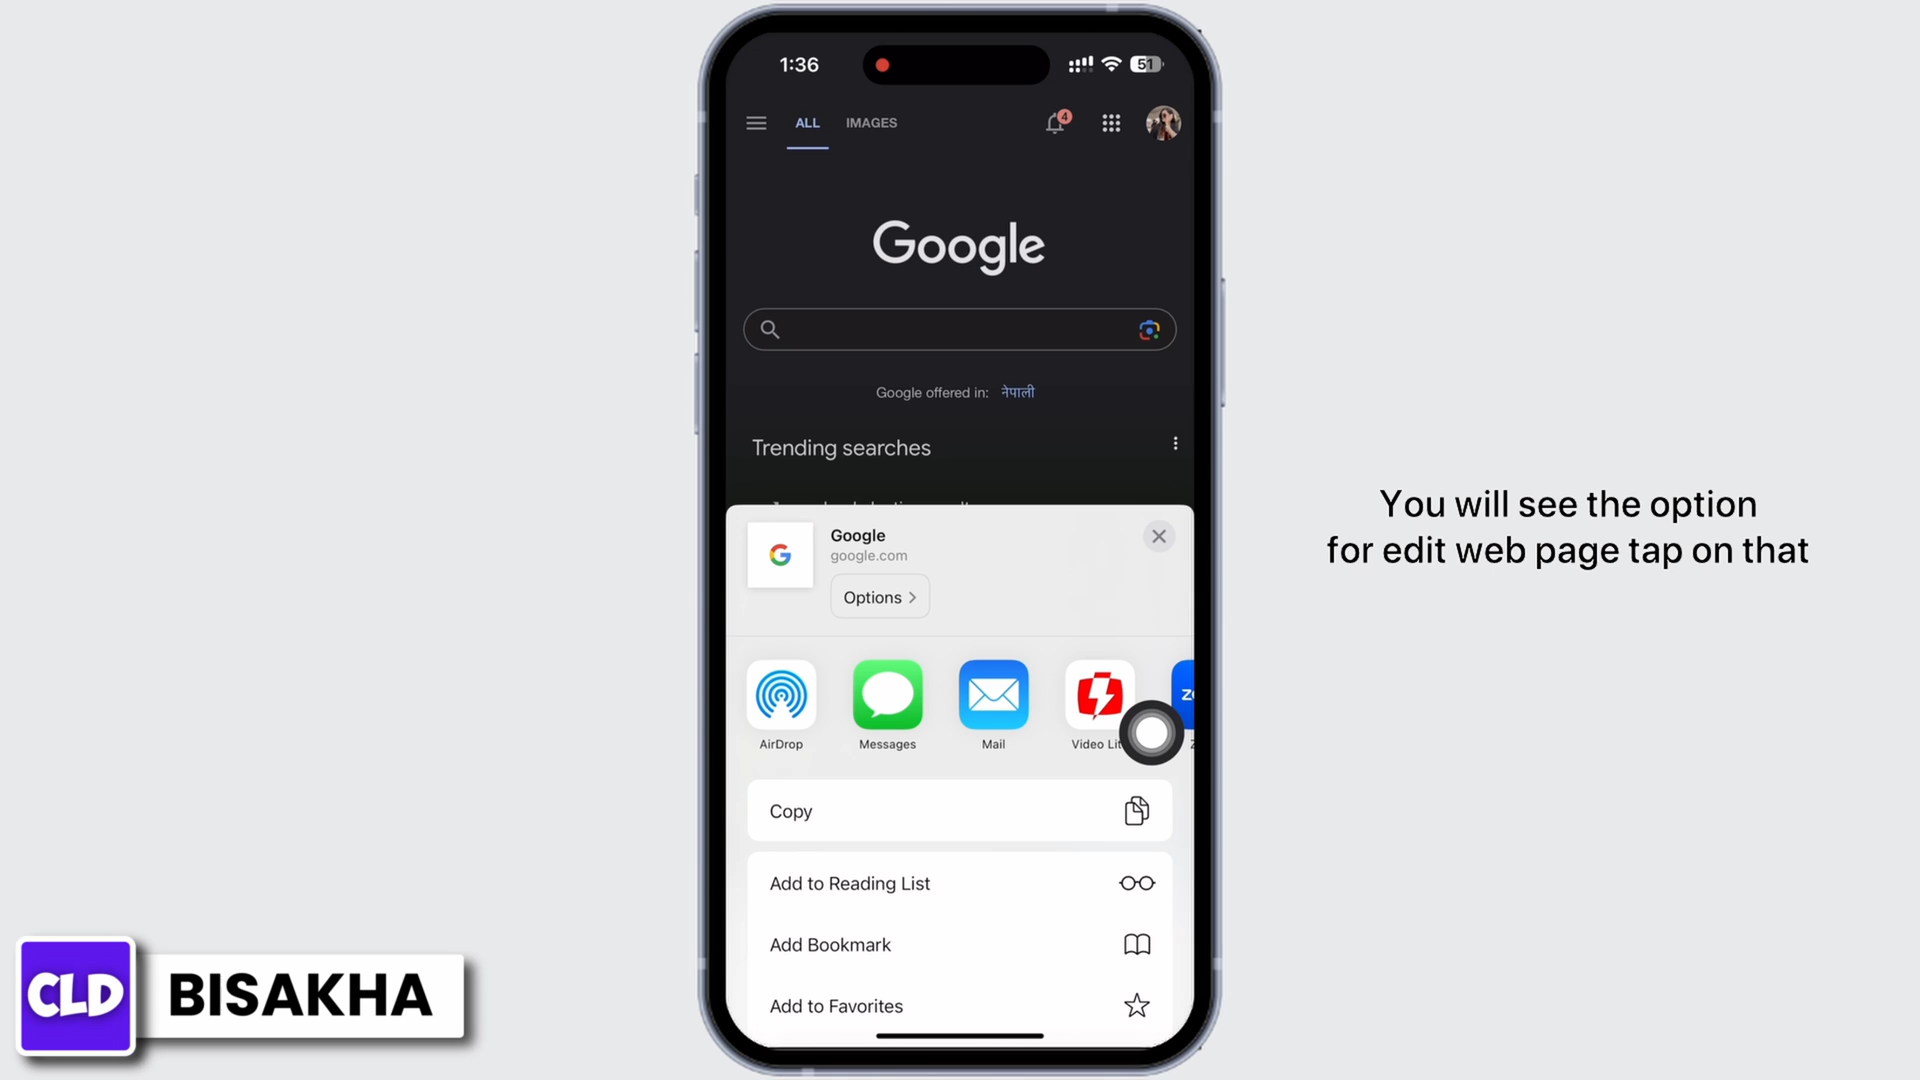 1:36
51
ALL IMAGES
4
Google
Google offered in: नेपाली
Trending searches
Google
google.com
Options
AirDrop
Messages
Mail
Video Lit
Copy
Add to Reading List
Add Bookmark
Add to Favorites
You will see the option
for edit web page tap on that
CLD
BISAKHA